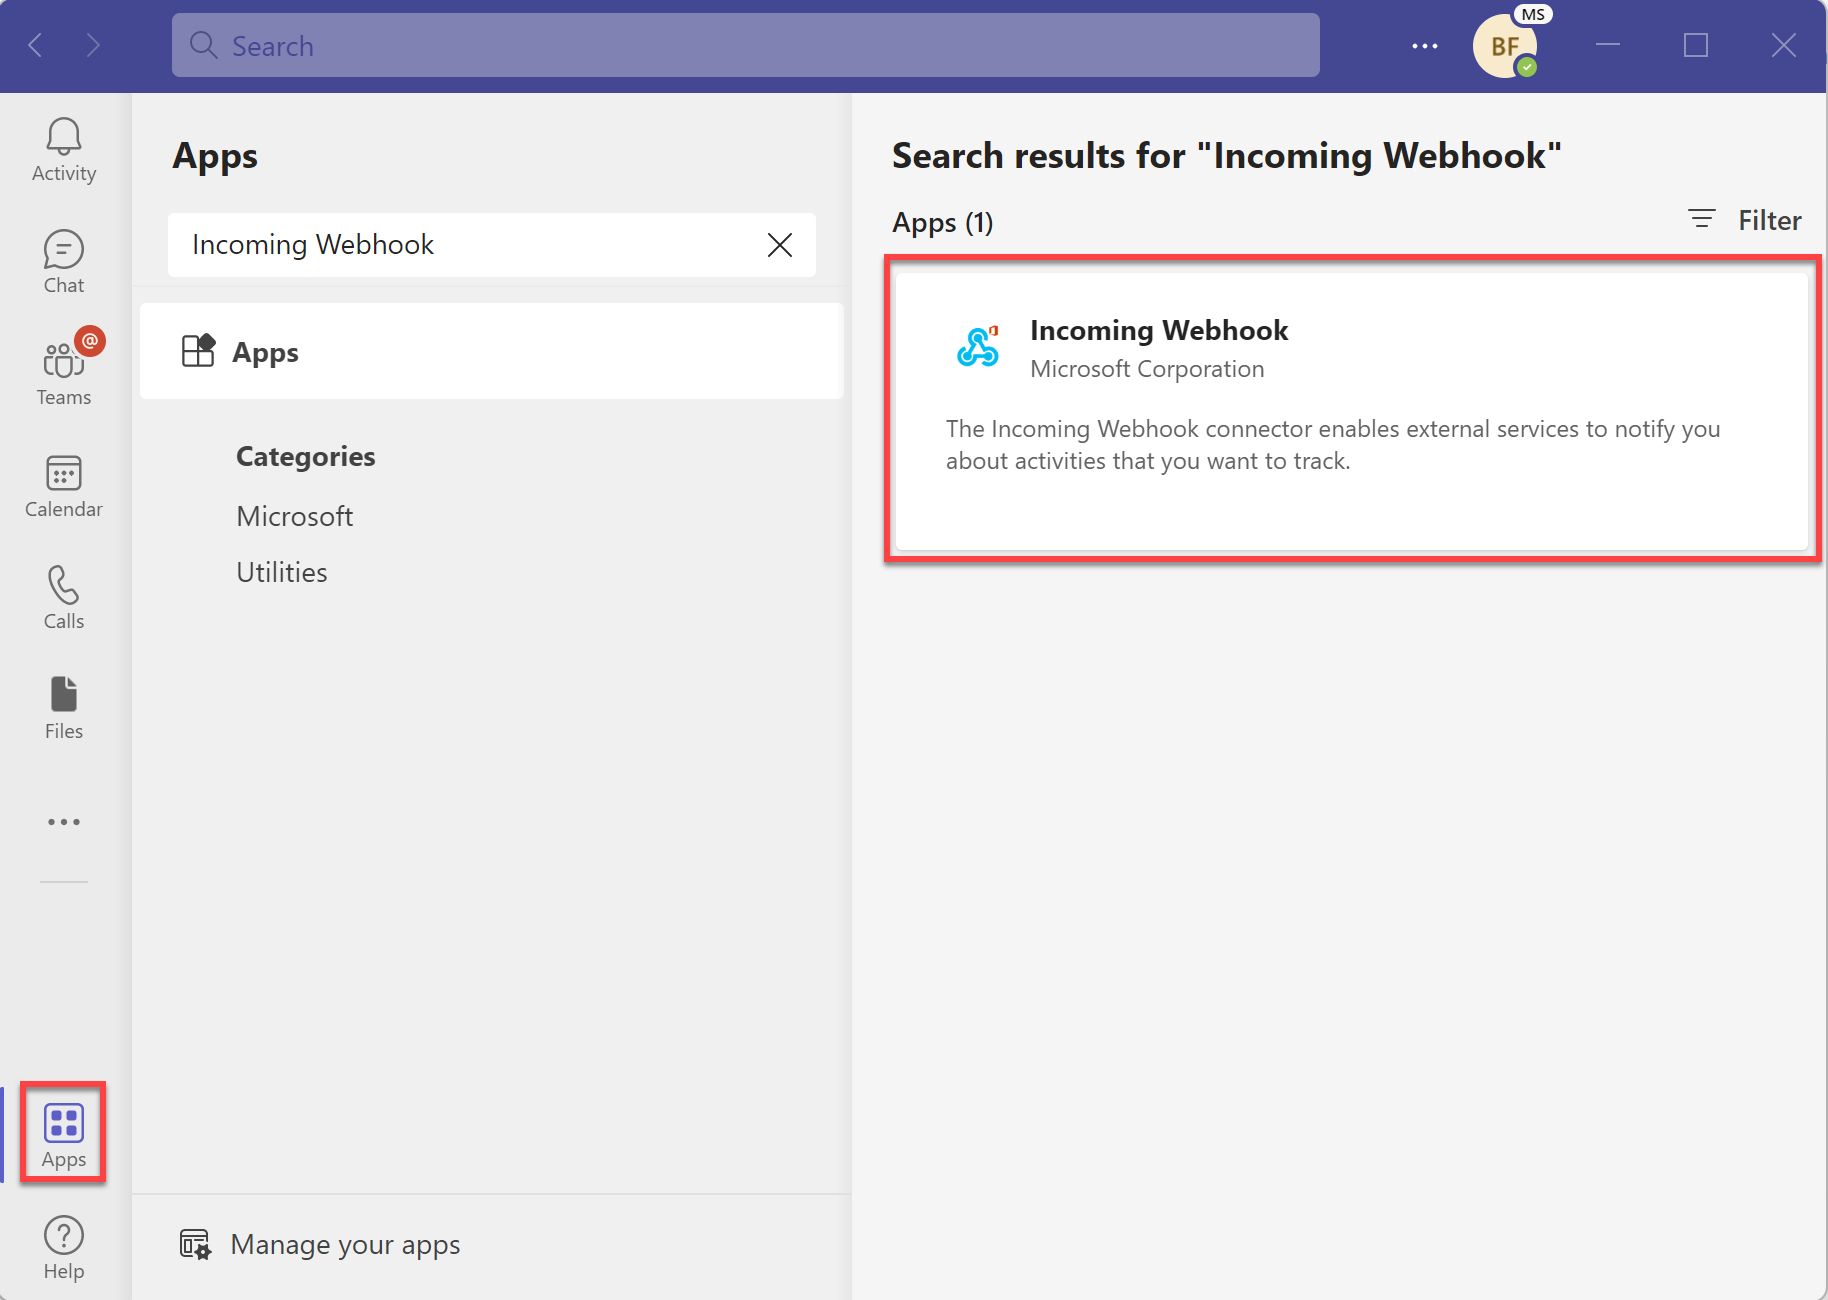 Search
MS
BF
Activity
Chat
@
Teams
Calendar
Calls
Files
Apps
Help
Apps
Incoming Webhook
Apps
Categories
Microsoft
Utilities
Manage your apps
Search results for "Incoming Webhook"
Apps (1)
Filter
Incoming Webhook
Microsoft Corporation
The Incoming Webhook connector enables external services to notify you
about activities that you want to track.